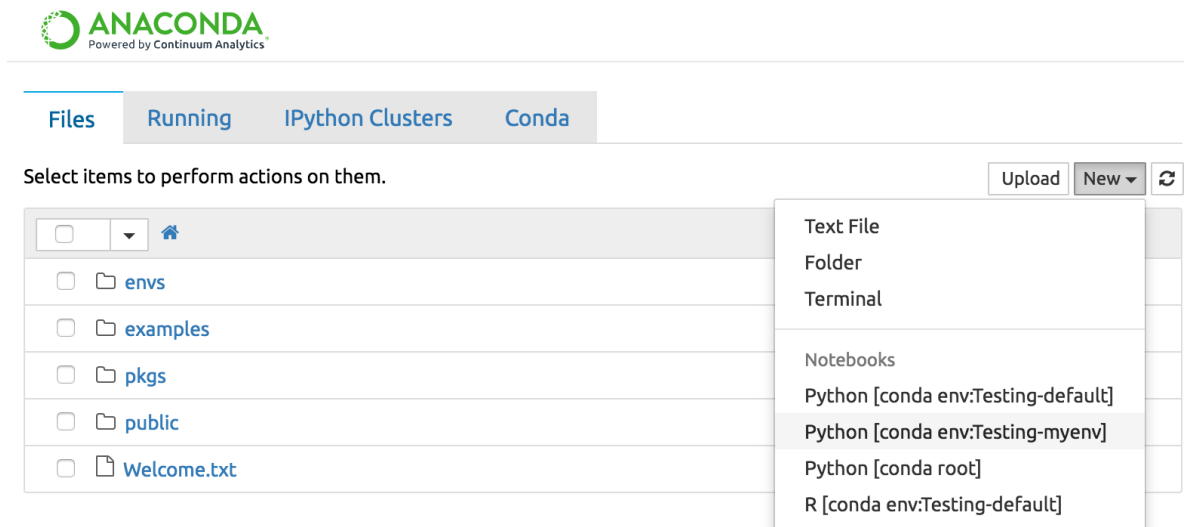 ANACONDA
Powered by Continuum Analytics®
Files Running IPython Clusters Conda
Select items to perform actions on them.
Upload New
envs
examples
pkgs
public
Welcome.txt
Text File
Folder
Terminal
Notebooks
Python [conda env:Testing-default]
Python [conda env:Testing-myenv]
Python [conda root]
R [conda env:Testing-default]